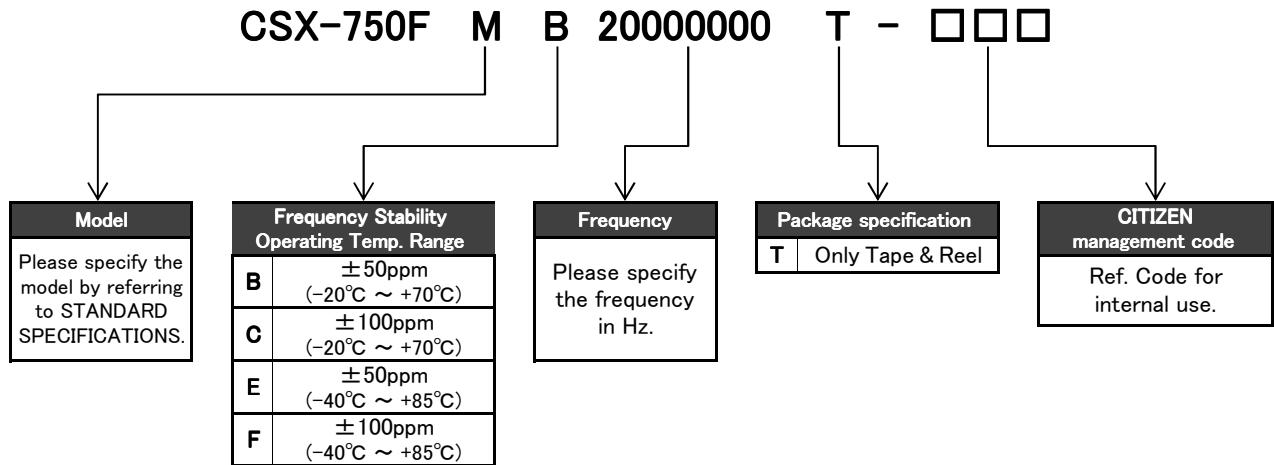 CSX-750F M B 20000000 T - □□□
Model
Please specify the
model by referring
to STANDARD
SPECIFICATIONS.
Frequency Stability
Operating Temp. Range
B ±50ppm
(-20℃ ~ +70℃)
C ±100ppm
(-20℃ ~ +70℃)
E ±50ppm
(-40℃ ~ +85℃)
F ±100ppm
(-40℃ ~ +85℃)
Frequency
Please specify
the frequency
in Hz.
Package specification
T Only Tape & Reel
CITIZEN
management code
Ref. Code for
internal use.